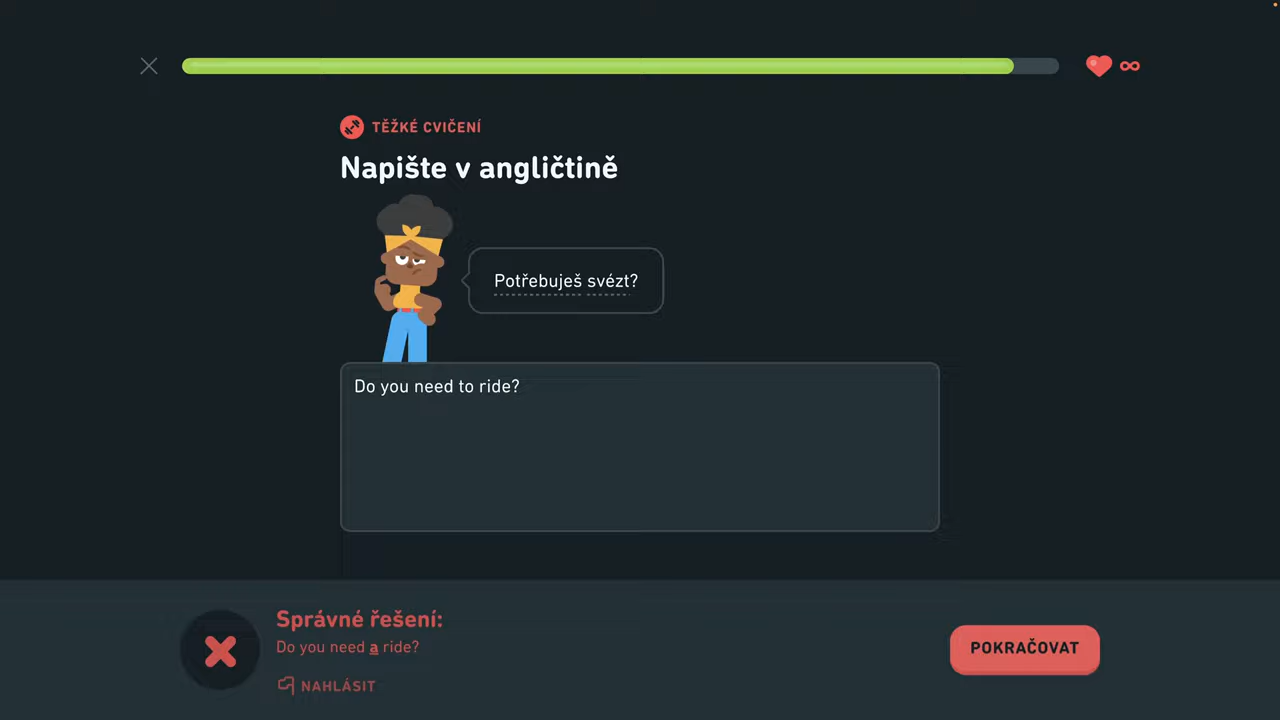 TĚŽKÉ CVIČENÍ
Napište v angličtině
Potřebuješ svézt?
Do you need to ride?
Správné řešení:
Do you need a ride?
NAHLÁSIT
POKRAČOVAT